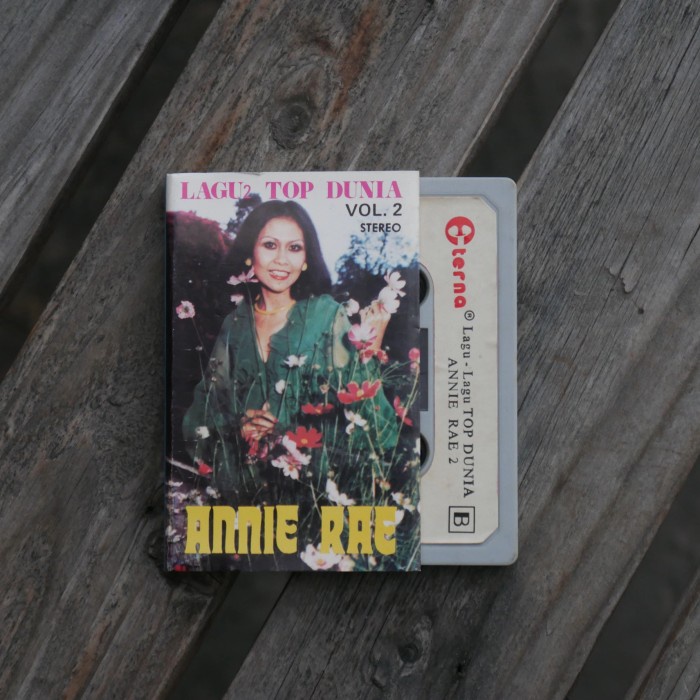 LAGU2 TOP DUNIA
VOL. 2
STEREO
ANNIE RAE
eterna ®
Lagu - Lagu TOP DUNIA
ANNIE RAE 2
B